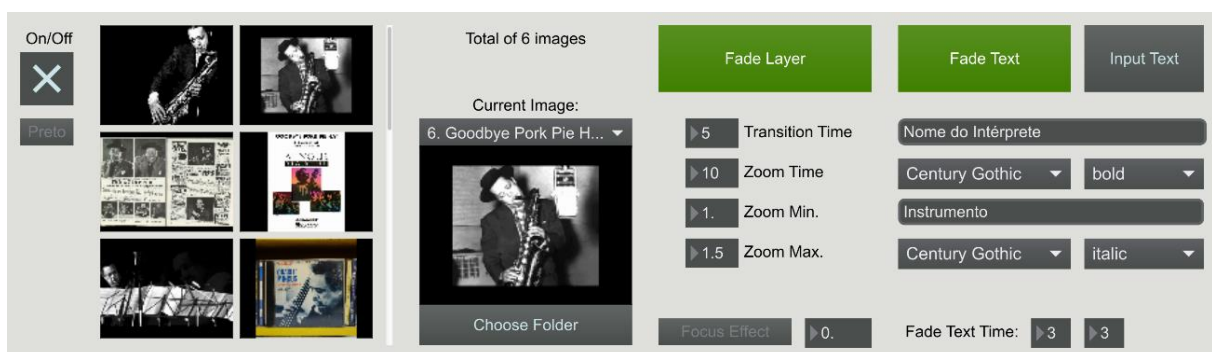 On/Off
Preto
Total of 6 images
Current Image:
6. Goodbye Pork Pie H...
Choose Folder
Fade Layer
5 Transition Time
10 Zoom Time
1. Zoom Min.
1.5 Zoom Max.
Focus Effect 0.
Fade Text Input Text
Nome do Intérprete
Century Gothic bold
Instrumento
Century Gothic italic
Fade Text Time: 3 3